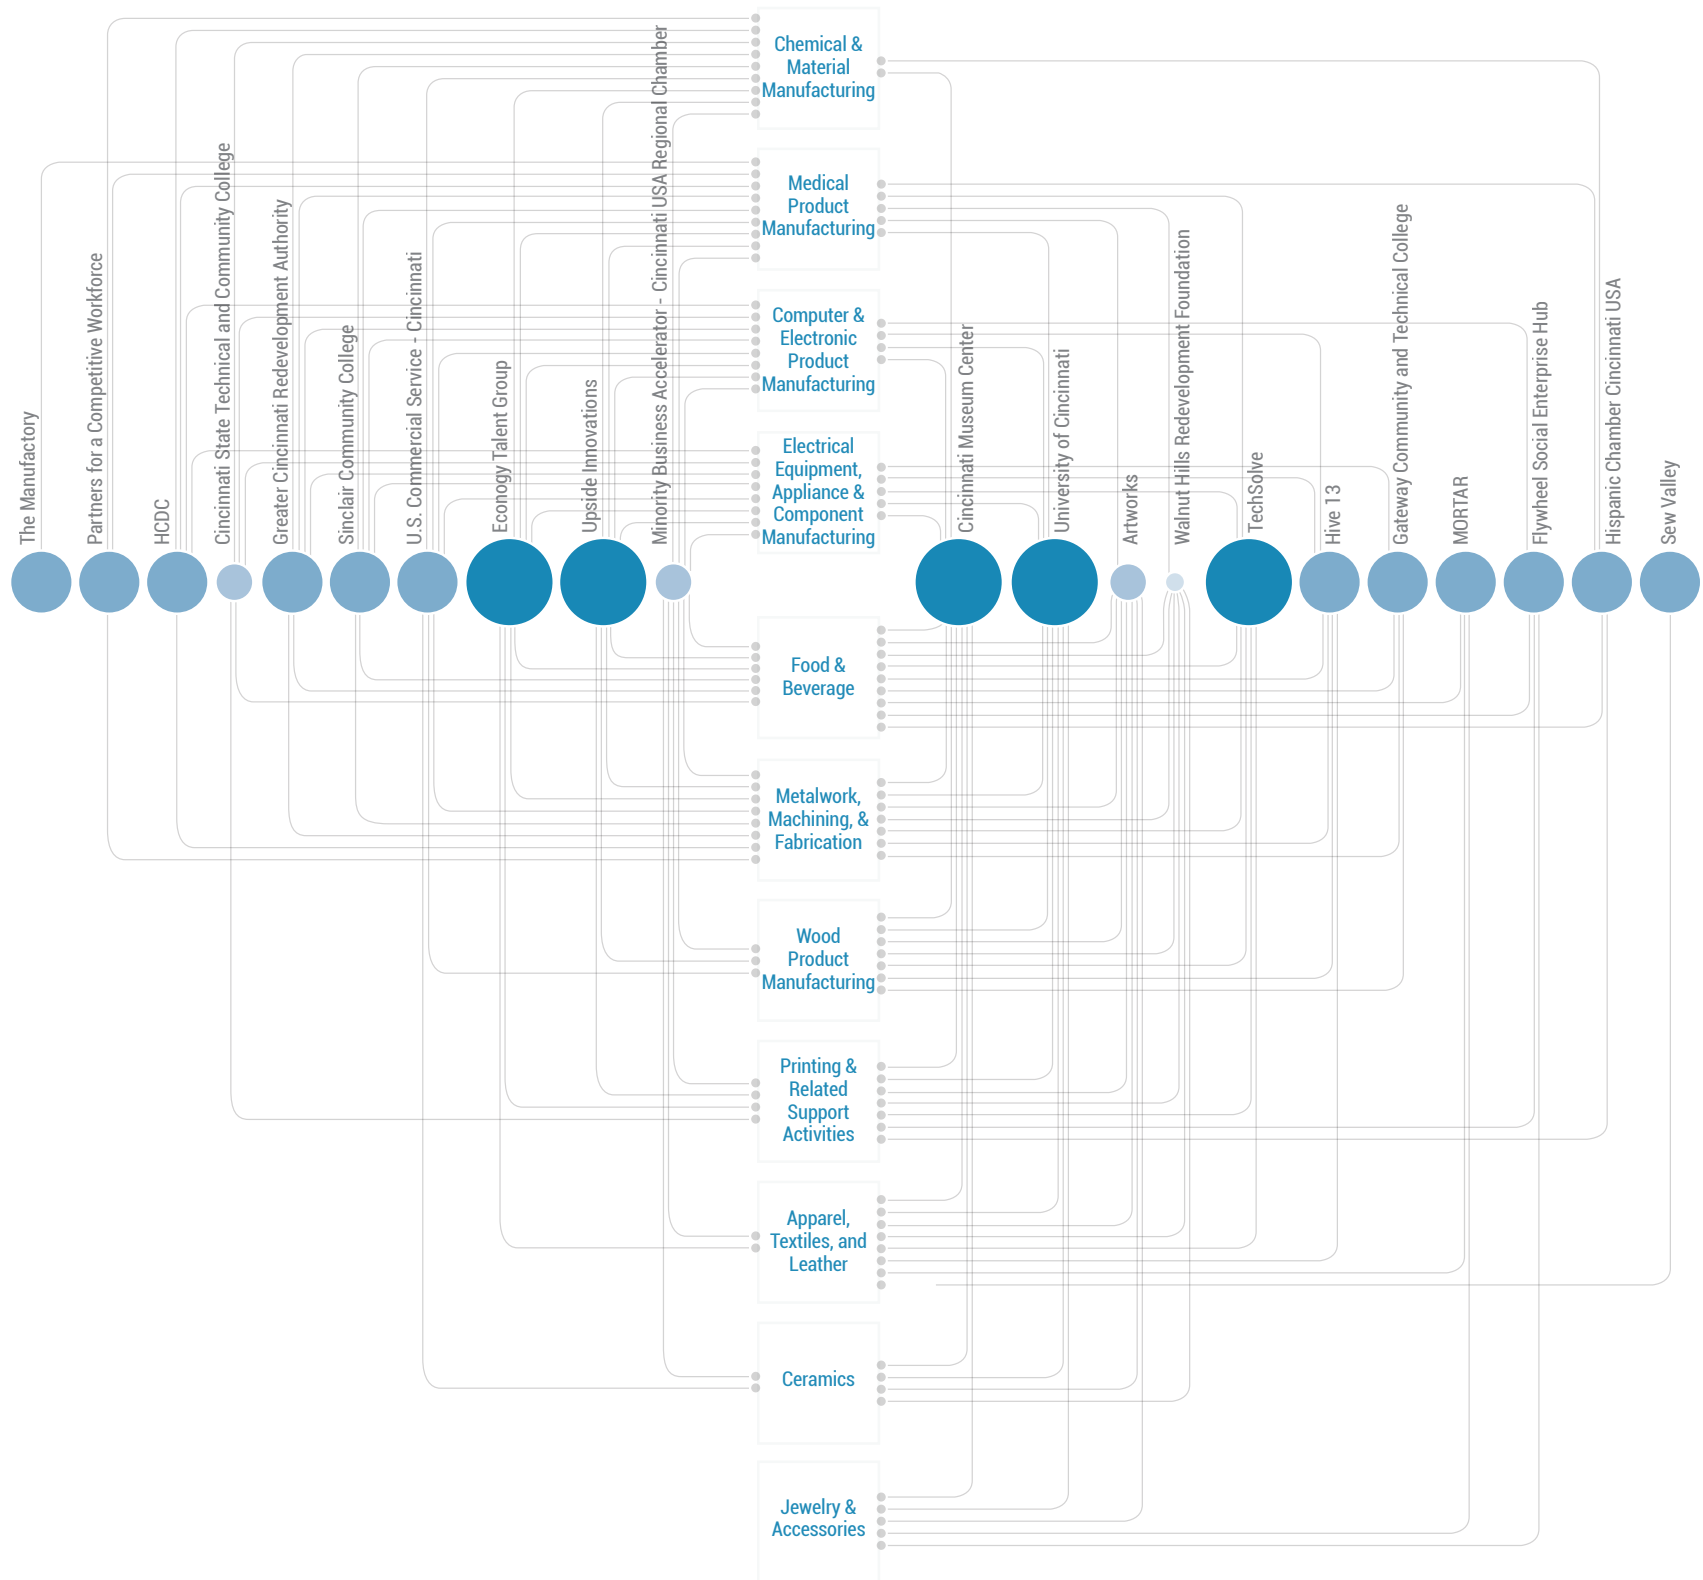 Chemical &
Material
Manufacturing
Medical
Product
Manufacturing
Computer &
Electronic
Product
Manufacturing
Electrical
Equipment,
Appliance &
Component
Manufacturing
The Manufactory
Partners for a Competitive Workforce
HCDC
Cincinnati State Technical and Community College
Greater Cincinnati Redevelopment Authority
Sinclair Community College
U.S. Commercial Service - Cincinnati
Econogy Talent Group
Upside Innovations
Minority Business Accelerator - Cincinnati USA Regional Chamber
Cincinnati Museum Center
University of Cincinnati
Artworks
Walnut Hills Redevelopment Foundation
TechSolve
Hive 13
Gateway Community and Technical College
MORTAR
Flywheel Social Enterprise Hub
Hispanic Chamber Cincinnati USA
Sew Valley
Food &
Beverage
Metalwork,
Machining, &
Fabrication
Wood
Product
Manufacturing
Printing &
Related
Support
Activities
Apparel,
Textiles, and
Leather
Ceramics
Jewelry &
Accessories